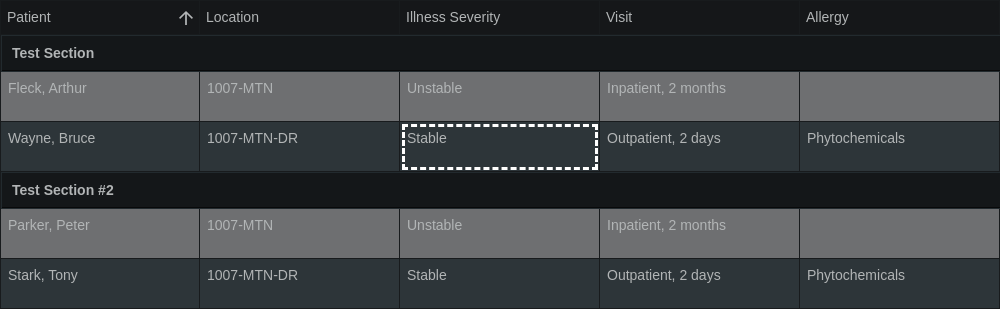 Patient Location Illness Severity Visit Allergy
Test Section
Fleck, Arthur 1007-MTN Unstable Inpatient, 2 months
Wayne, Bruce 1007-MTN-DR Stable Outpatient, 2 days Phytochemicals
Test Section #2
Parker, Peter 1007-MTN Unstable Inpatient, 2 months
Stark, Tony 1007-MTN-DR Stable Outpatient, 2 days Phytochemicals